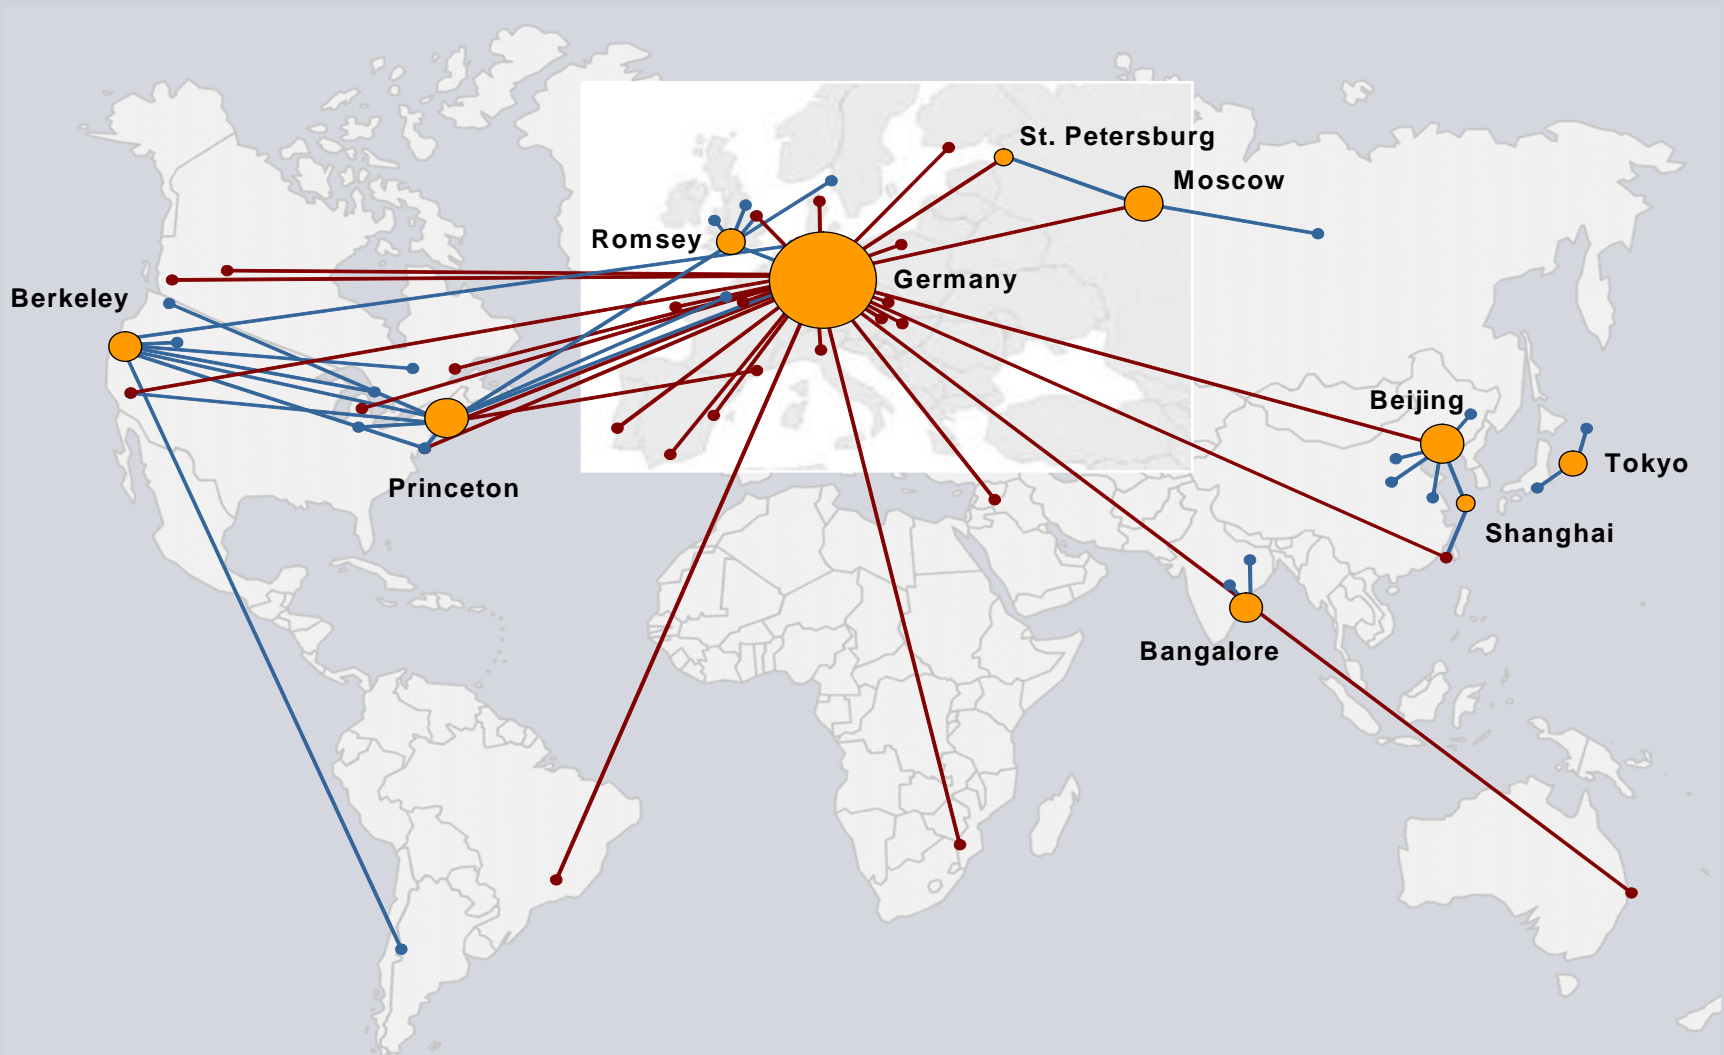 St. Petersburg
Moscow
Romsey
Germany
Berkeley
Beijing
Tokyo
Princeton
Shanghai
Bangalore